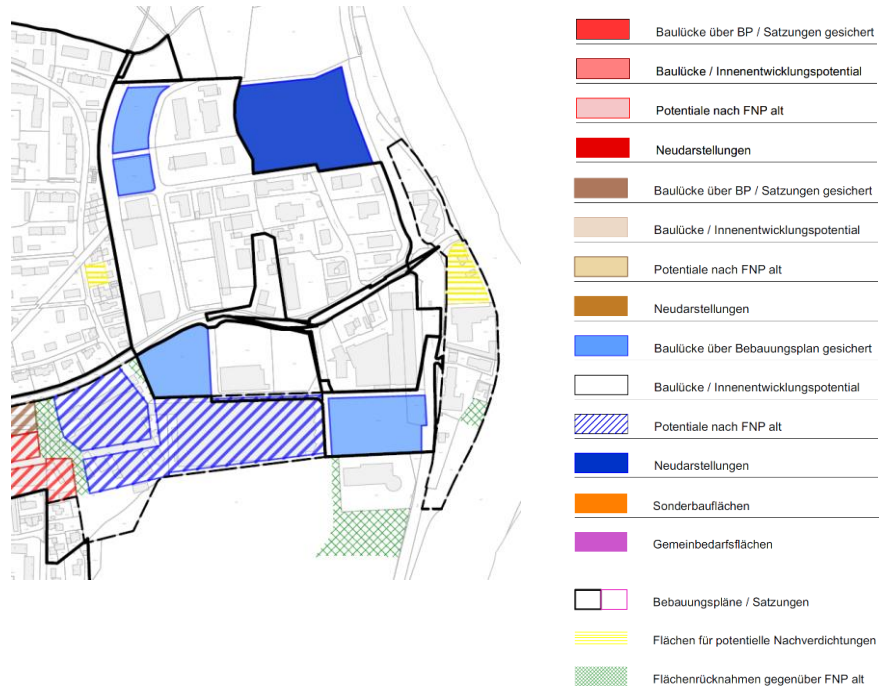 Baulücke über BP / Satzungen gesichert
Baulücke / Innenentwicklungspotential
Potentiale nach FNP alt
Neudarstellungen
Baulücke über BP / Satzungen gesichert
Baulücke / Innenentwicklungspotential
Potentiale nach FNP alt
Neudarstellungen
Baulücke über Bebauungsplan gesichert
Baulücke / Innenentwicklungspotential
Potentiale nach FNP alt
Neudarstellungen
Sonderbauflächen
Gemeinbedarfsflächen
Bebauungspläne / Satzungen
Flächen für potentielle Nachverdichtungen
Flächenrücknahmen gegenüber FNP alt